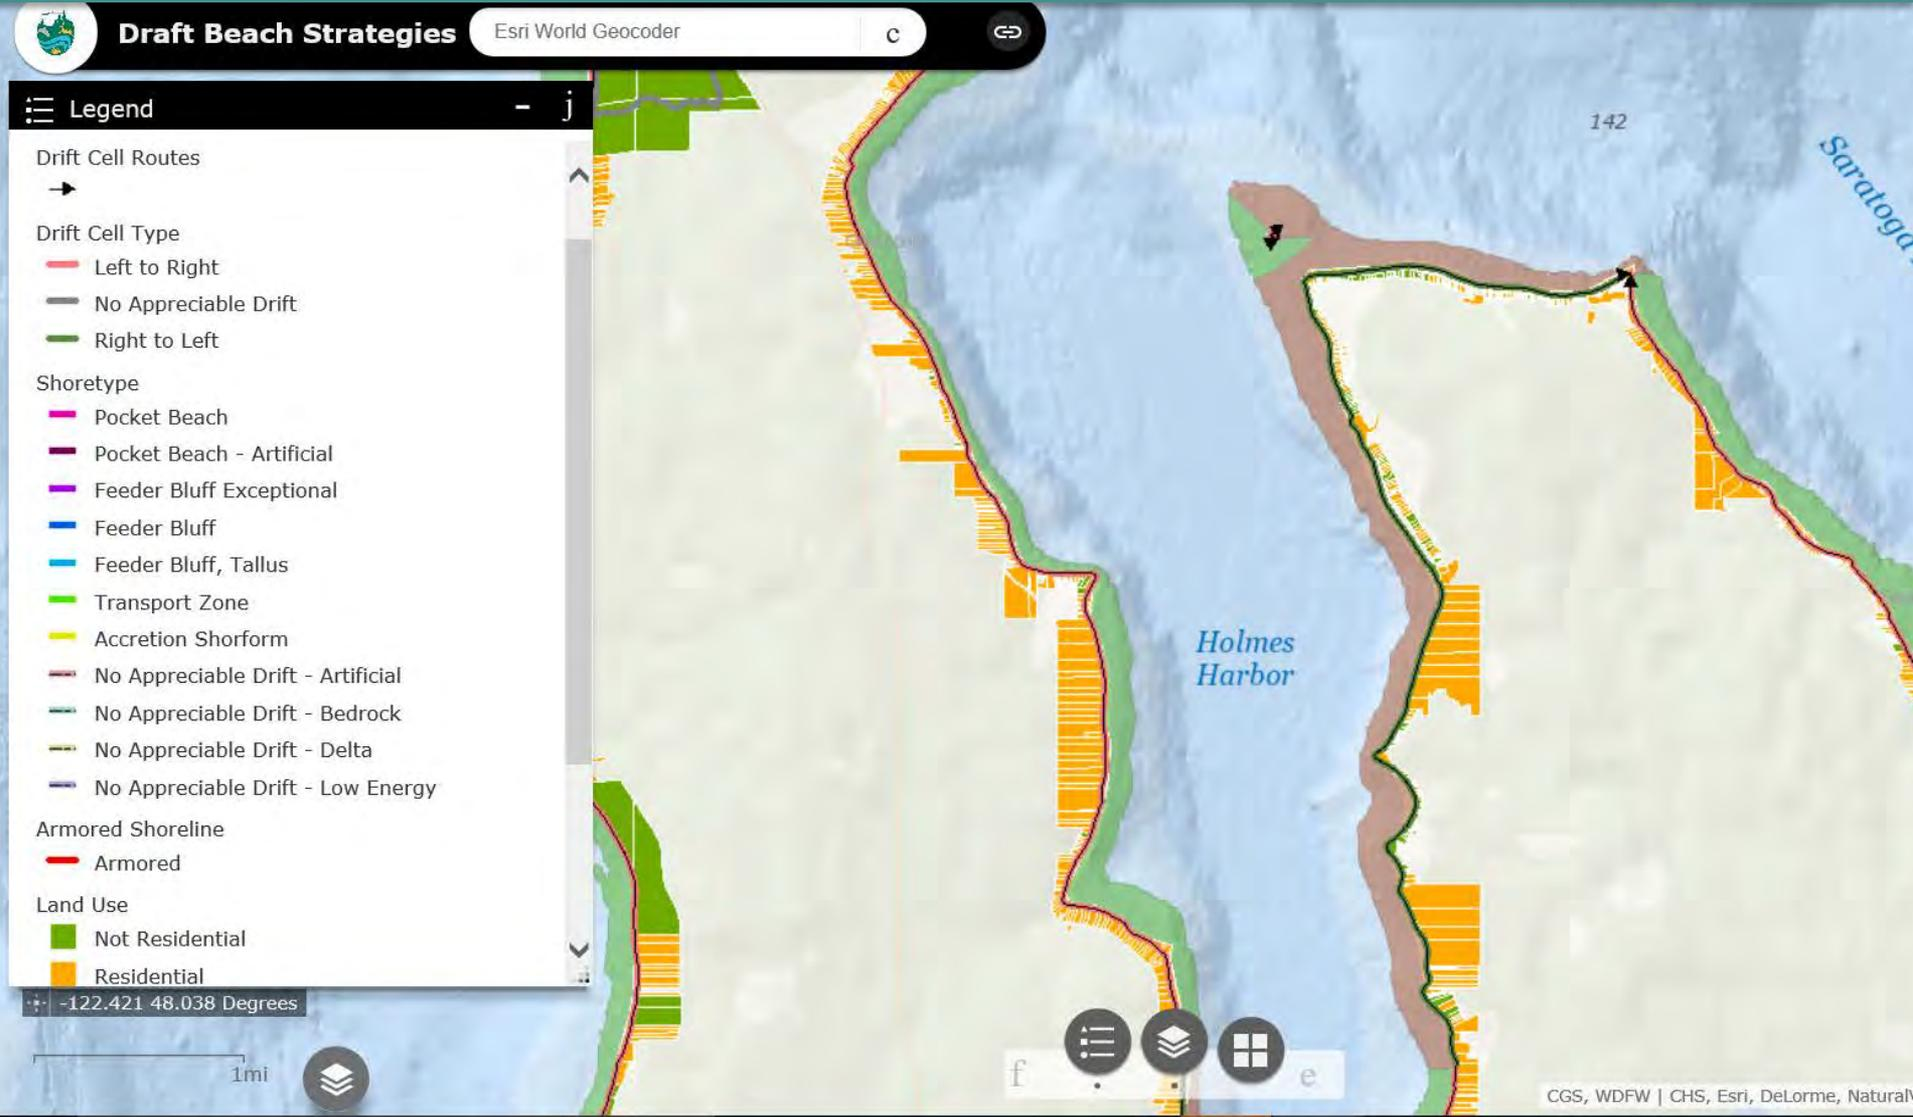 Draft Beach Strategies
Esri World Geocoder
c
Legend
-
j
Drift Cell Routes
Drift Cell Type
Left to Right
No Appreciable Drift
Right to Left
Shoretype
Pocket Beach
Pocket Beach - Artificial
Feeder Bluff Exceptional
Feeder Bluff
Feeder Bluff, Tallus
Transport Zone
Accretion Shorform
No Appreciable Drift - Artificial
No Appreciable Drift - Bedrock
No Appreciable Drift - Delta
No Appreciable Drift - Low Energy
Armored Shoreline
Armored
Land Use
Not Residential
Residential
-122.421 48.038 Degrees
1mi
142
Saratoga
Holmes
Harbor
f
e
CGS, WDFW | CHS, Esri, DeLorme, NaturalV